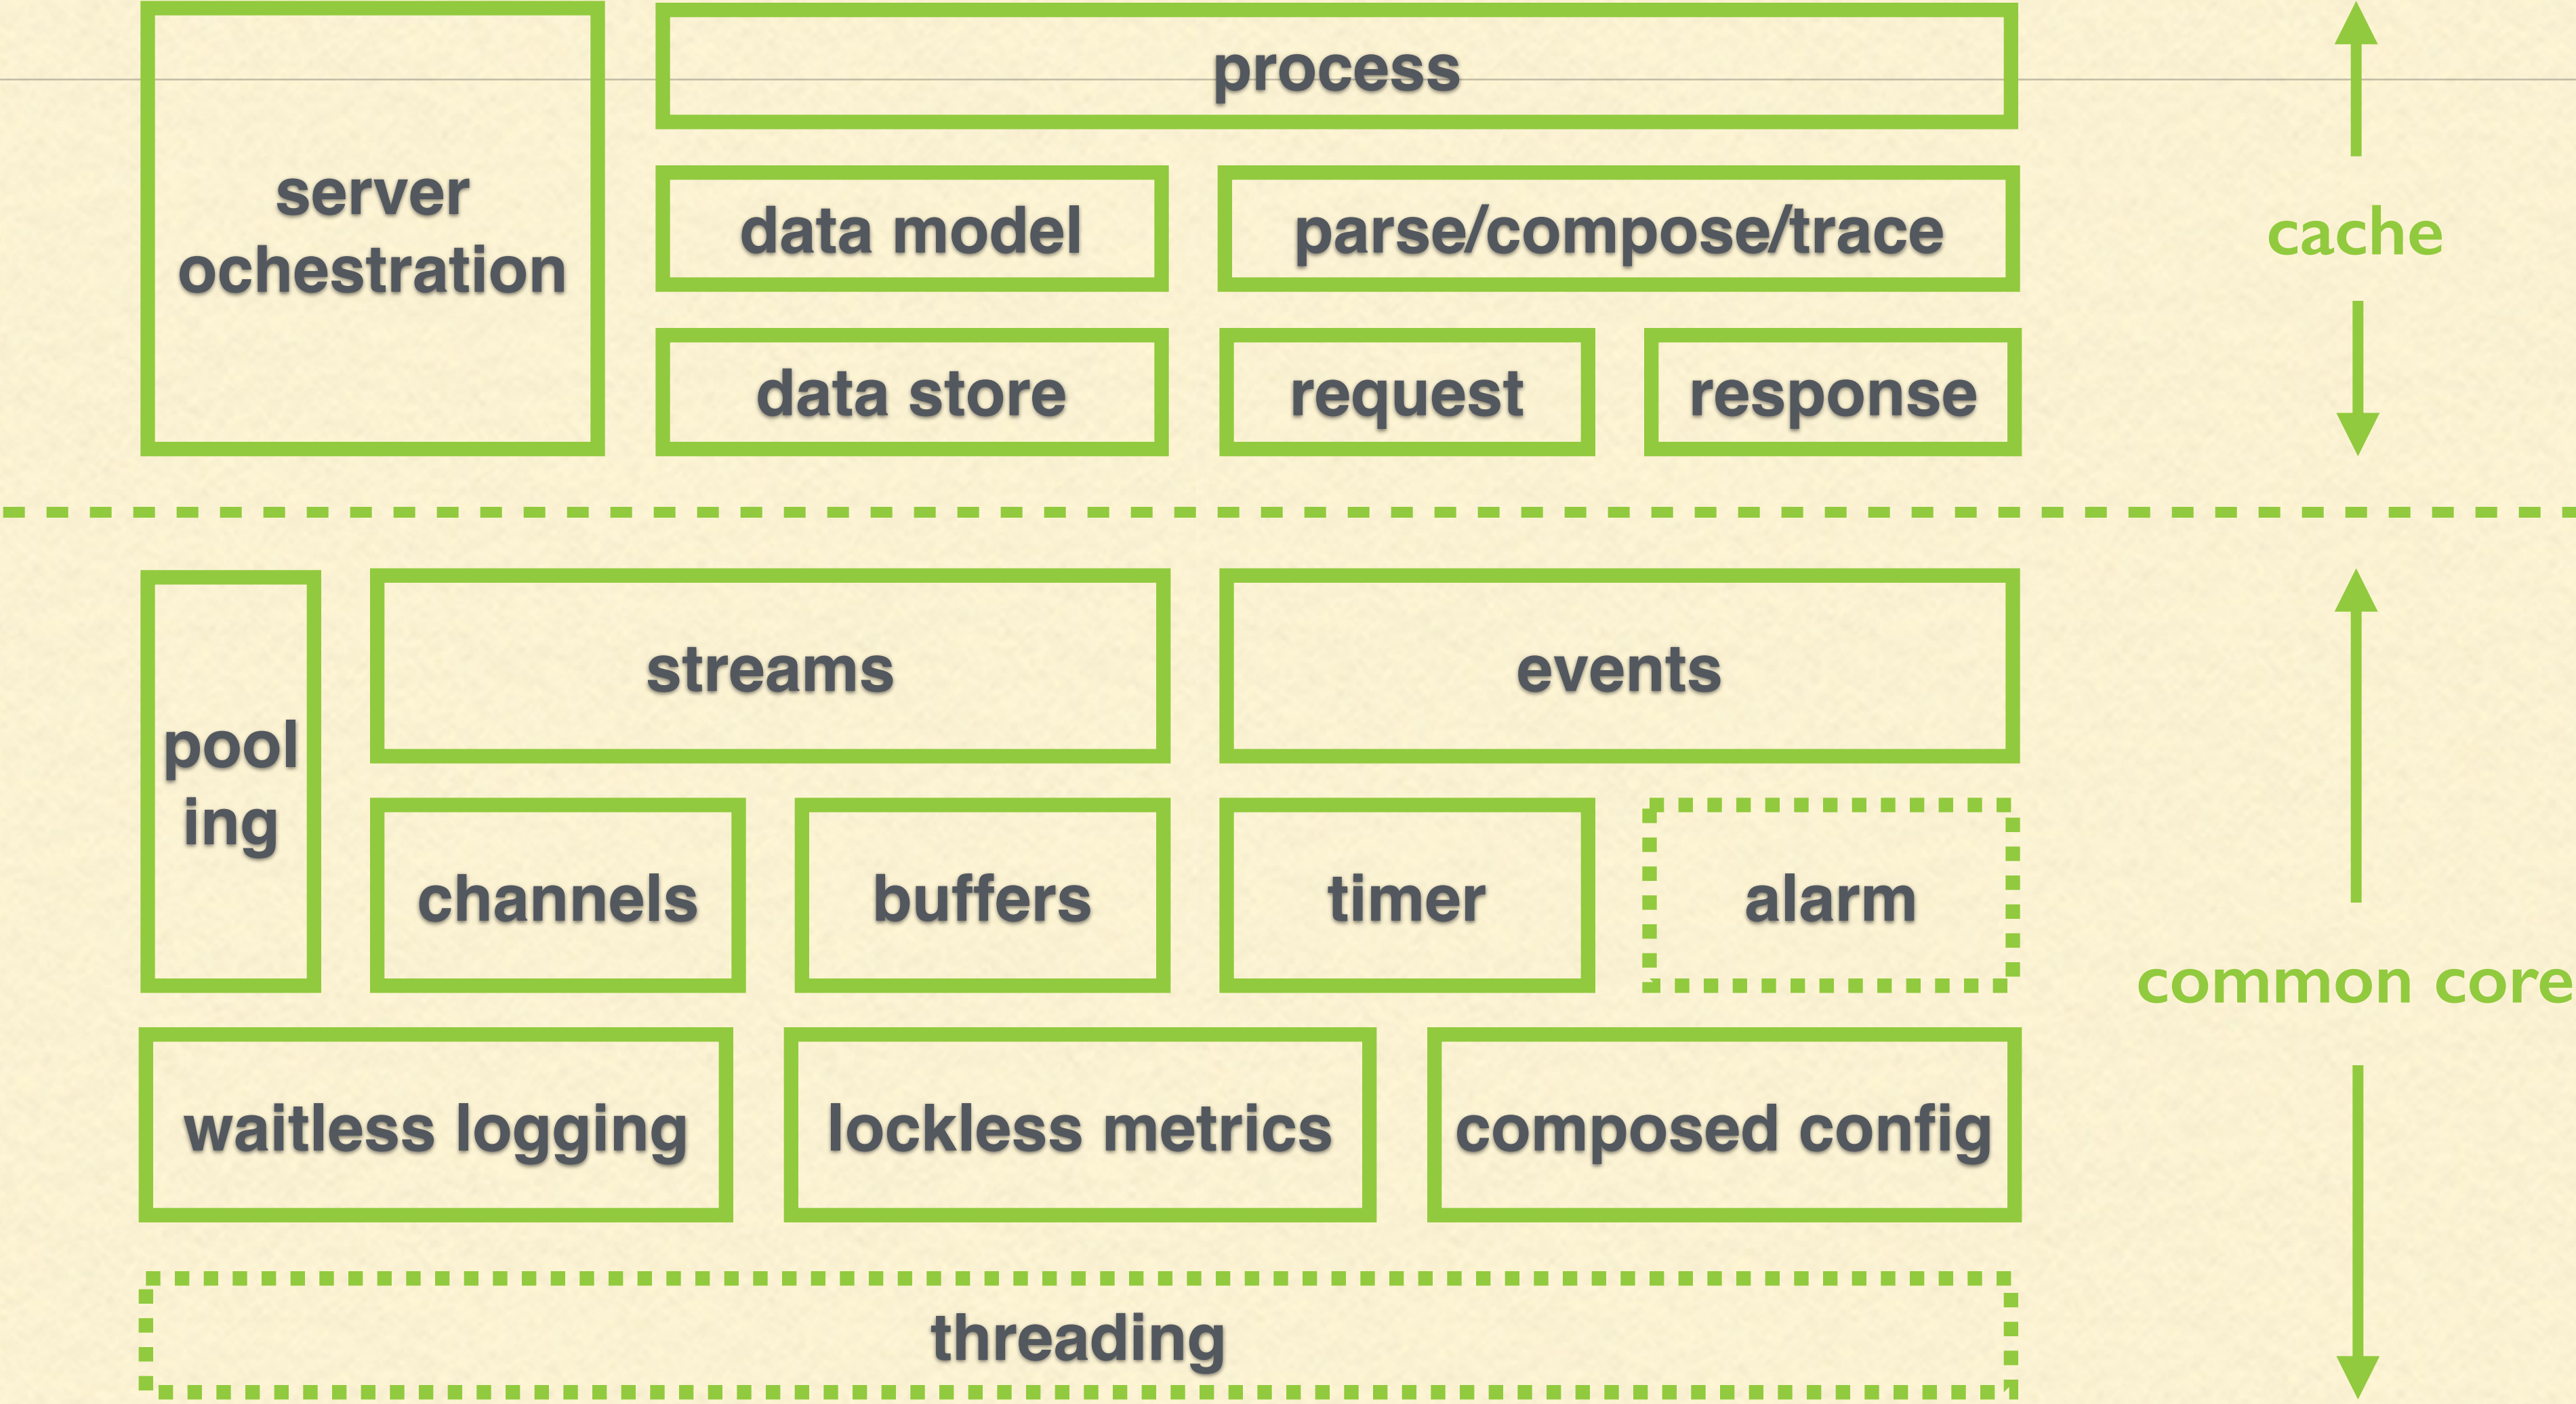 process
server
ochestration
data model
parse/compose/trace
cache
data store
request
response
streams
events
pool
ing
channels
buffers
timer
alarm
common core
waitless logging
lockless metrics
composed config
threading